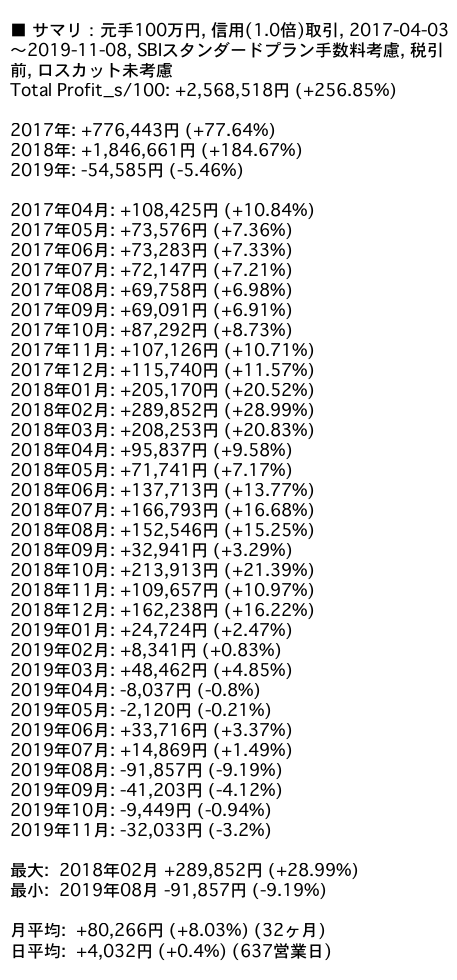 ■ サマリ：元手100万円, 信用(1.0倍)取引, 2017-04-03
～2019-11-08, SBIスタンダードプラン手数料考慮, 税引
前, ロスカット未考慮
Total Profit_s/100: +2,568,518円 (+256.85%)
2017年: +776,443円 (+77.64%)
2018年: +1,846,661円 (+184.67%)
2019年: -54,585円 (-5.46%)
2017年04月: +108,425円 (+10.84%)
2017年05月: +73,576円 (+7.36%)
2017年06月: +73,283円 (+7.33%)
2017年07月: +72,147円 (+7.21%)
2017年08月: +69,758円 (+6.98%)
2017年09月: +69,091円 (+6.91%)
2017年10月: +87,292円 (+8.73%)
2017年11月: +107,126円 (+10.71%)
2017年12月: +115,740円 (+11.57%)
2018年01月: +205,170円 (+20.52%)
2018年02月: +289,852円 (+28.99%)
2018年03月: +208,253円 (+20.83%)
2018年04月: +95,837円 (+9.58%)
2018年05月: +71,741円 (+7.17%)
2018年06月: +137,713円 (+13.77%)
2018年07月: +166,793円 (+16.68%)
2018年08月: +152,546円 (+15.25%)
2018年09月: +32,941円 (+3.29%)
2018年10月: +213,913円 (+21.39%)
2018年11月: +109,657円 (+10.97%)
2018年12月: +162,238円 (+16.22%)
2019年01月: +24,724円 (+2.47%)
2019年02月: +8,341円 (+0.83%)
2019年03月: +48,462円 (+4.85%)
2019年04月: -8,037円 (-0.8%)
2019年05月: -2,120円 (-0.21%)
2019年06月: +33,716円 (+3.37%)
2019年07月: +14,869円 (+1.49%)
2019年08月: -91,857円 (-9.19%)
2019年09月: -41,203円 (-4.12%)
2019年10月: -9,449円 (-0.94%)
2019年11月: -32,033円 (-3.2%)
最大: 2018年02月 +289,852円 (+28.99%)
最小: 2019年08月 -91,857円 (-9.19%)
月平均: +80,266円 (+8.03%) (32ヶ月)
日平均: +4,032円 (+0.4%) (637営業日)